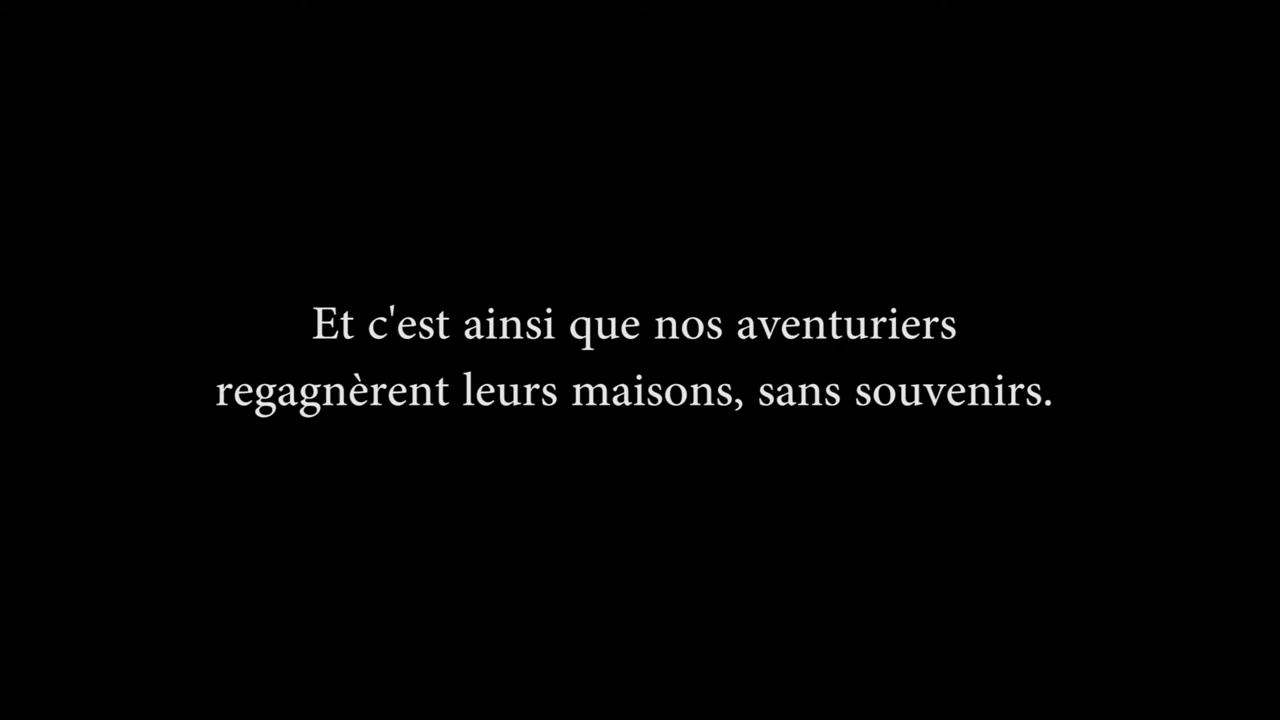 Et c'est ainsi que nos aventuriers
regagnèrent leurs maisons, sans souvenirs.